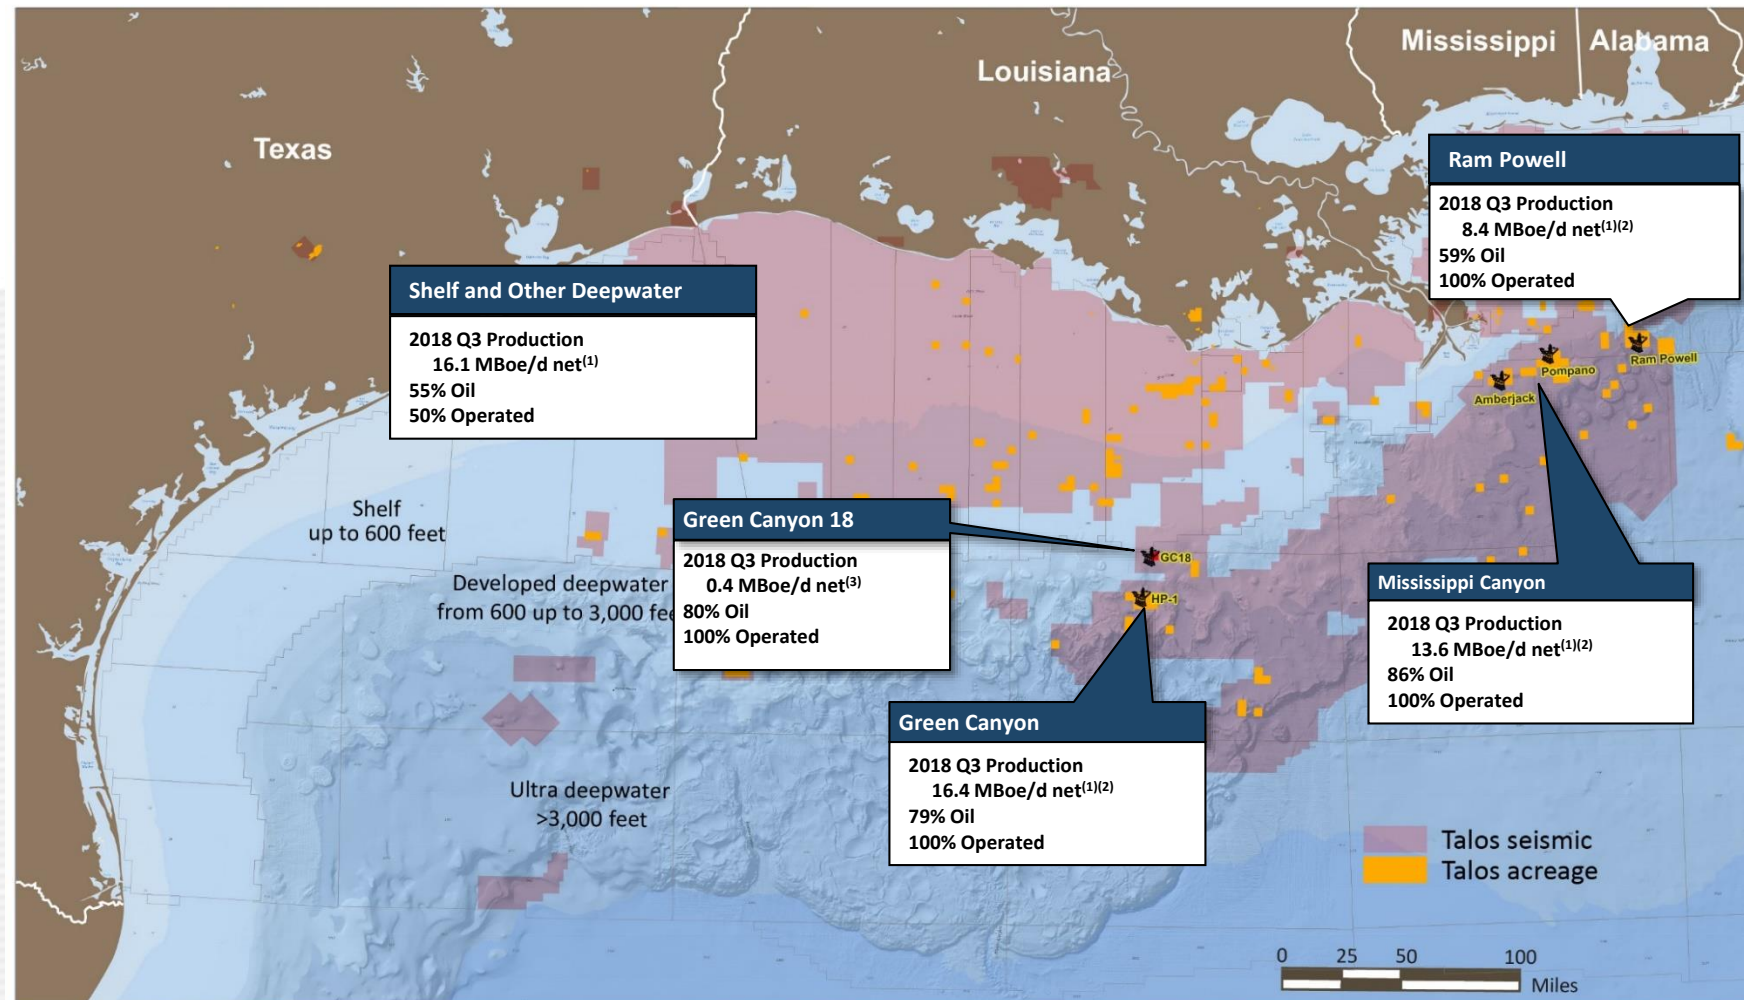 Mississippi
Alabama
Louisiana
Texas
Ram Powell
2018 Q3 Production
8.4 MBoe/d net(1)(2)
59% Oil
100% Operated
Shelf and Other Deepwater
2018 Q3 Production
16.1 MBoe/d net(1)
55% Oil
50% Operated
Ram Powell
Pompano
Amberjack
Shelf
up to 600 feet
Green Canyon 18
2018 Q3 Production
0.4 MBoe/d net(3)
80% Oil
100% Operated
GC18
HP-1
Developed deepwater
from 600 up to 3,000 fee
Mississippi Canyon
2018 Q3 Production
13.6 MBoe/d net(1)(2)
86% Oil
100% Operated
Green Canyon
2018 Q3 Production
16.4 MBoe/d net(1)(2)
79% Oil
100% Operated
Ultra deepwater
>3,000 feet
Talos seismic
Talos acreage
0 25 50 100
Miles